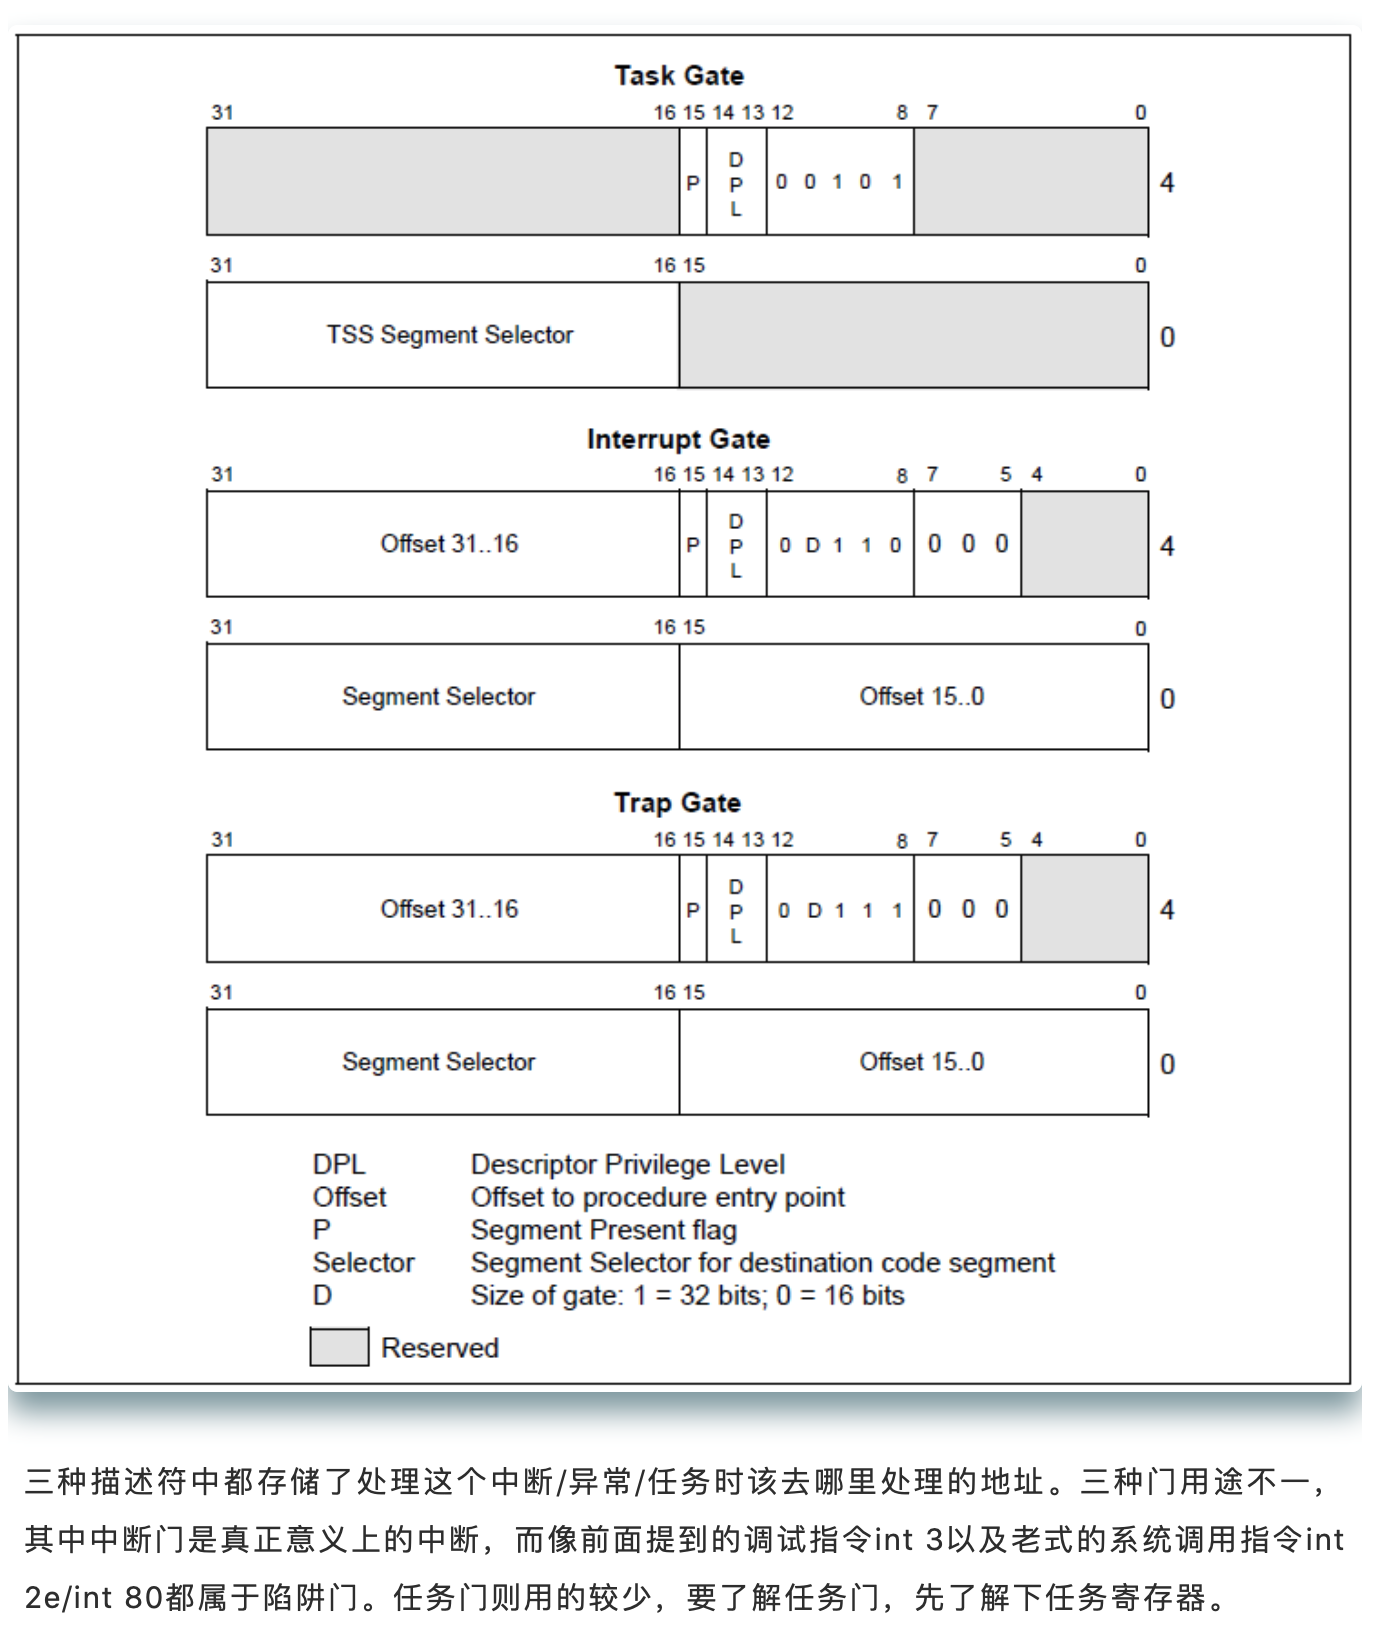 Task Gate
31 16 15 14 13 12 8 7 0
P D P L 0 0 1 0 1 4
31 16 15 0
TSS Segment Selector 0
Interrupt Gate
31 16 15 14 13 12 8 7 5 4 0
Offset 31..16 P D P L 0 D 1 1 0 0 0 0 4
31 16 15 0
Segment Selector Offset 15..0 0
Trap Gate
31 16 15 14 13 12 8 7 5 4 0
Offset 31..16 P D P L 0 D 1 1 1 0 0 0 4
31 16 15 0
Segment Selector Offset 15..0 0
DPL Descriptor Privilege Level
Offset Offset to procedure entry point
P Segment Present flag
Selector Segment Selector for destination code segment
D Size of gate: 1 = 32 bits; 0 = 16 bits
Reserved
三种描述符中都存储了处理这个中断/异常/任务时该去哪里处理的地址。三种门用途不一，
其中中断门是真正意义上的中断，而像前面提到的调试指令int 3以及老式的系统调用指令int
2e/int 80都属于陷阱门。任务门则用的较少，要了解任务门，先了解下任务寄存器。